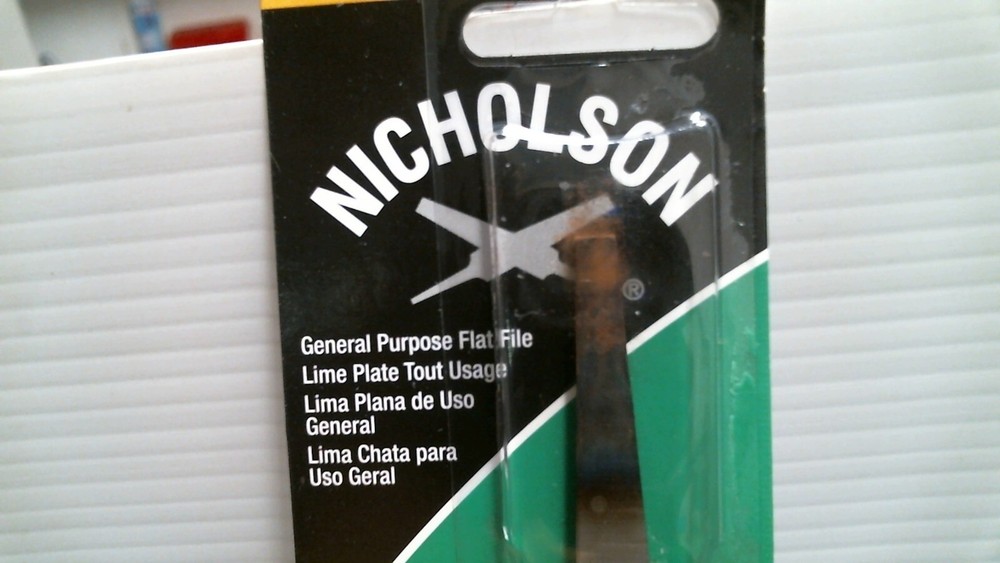 NICHOLSON
®
General Purpose Flat File
Lime Plate Tout Usage
Lima Plana de Uso
General
Lima Chata para
Uso Geral